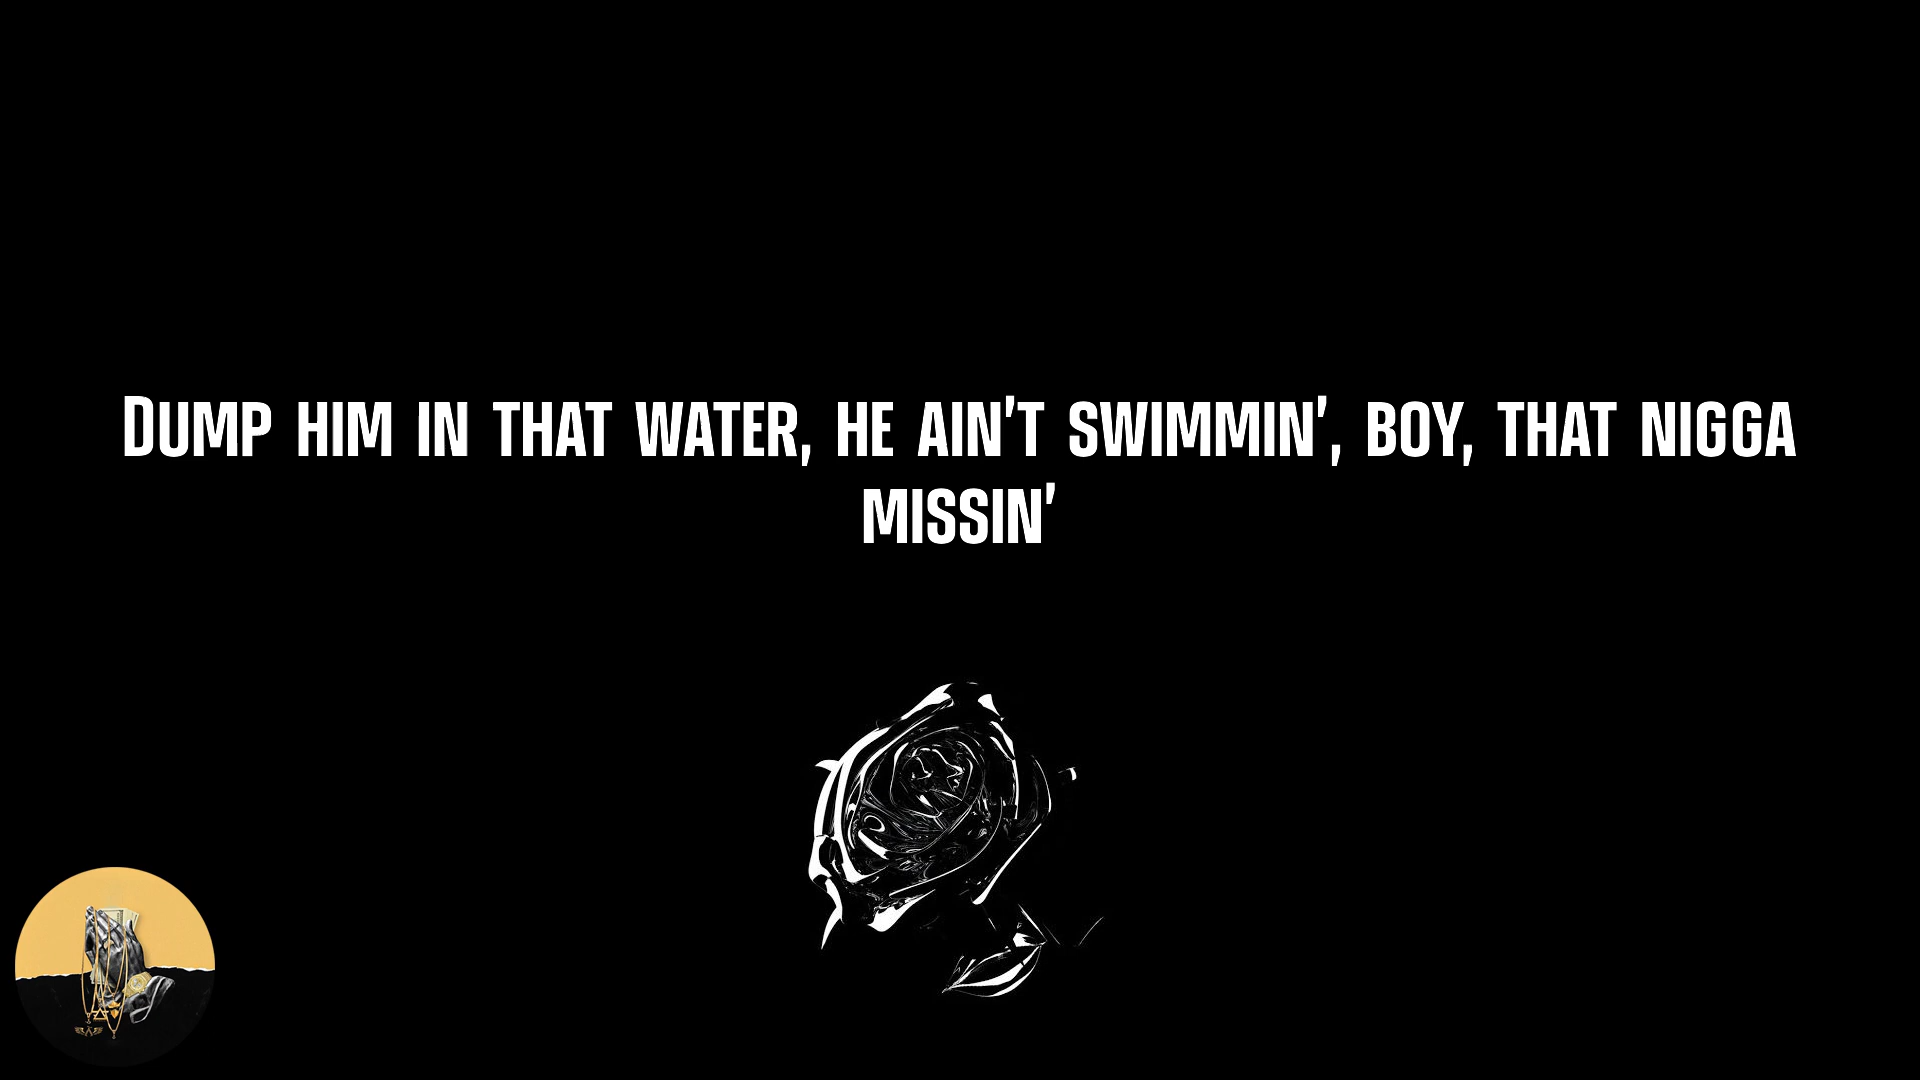 Dump him in that water, he ain't swimmin', boy, that nigga
missin'